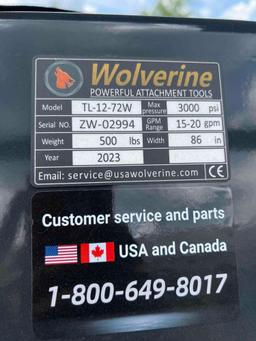 Wolverine
POWERFUL ATTACHMENT TOOLS
Model TL-12-72W Max pressure 3000 psi
Serial NO. ZW-02994 GPM Range 15-20 gpm
Weight 500 lbs Width 86 in
Year 2023
Email: service@usawolverine.com CE
Customer service and parts
USA and Canada
1-800-649-8017